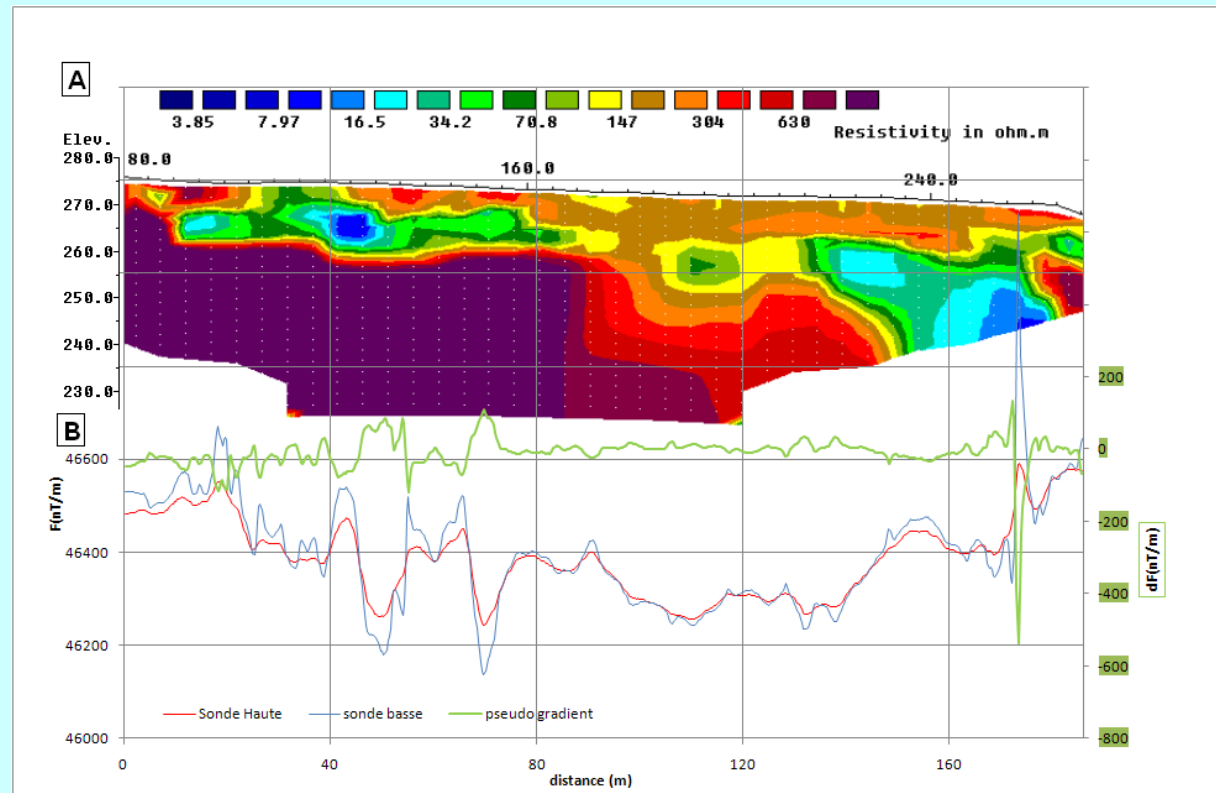 A
3.85 7.97 16.5 34.2 70.8 147 304 630
Resistivity in ohm.m
Elev.
280.0
80.0
160.0
240.0
270.0
260.0
250.0
240.0
230.0
B
200
0
-200
-400
-600
-800
46600
46400
46200
46000
F(nT/m)
dF(nT/m)
Sonde Haute sonde basse pseudo gradient
0 40 80 120 160
distance (m)